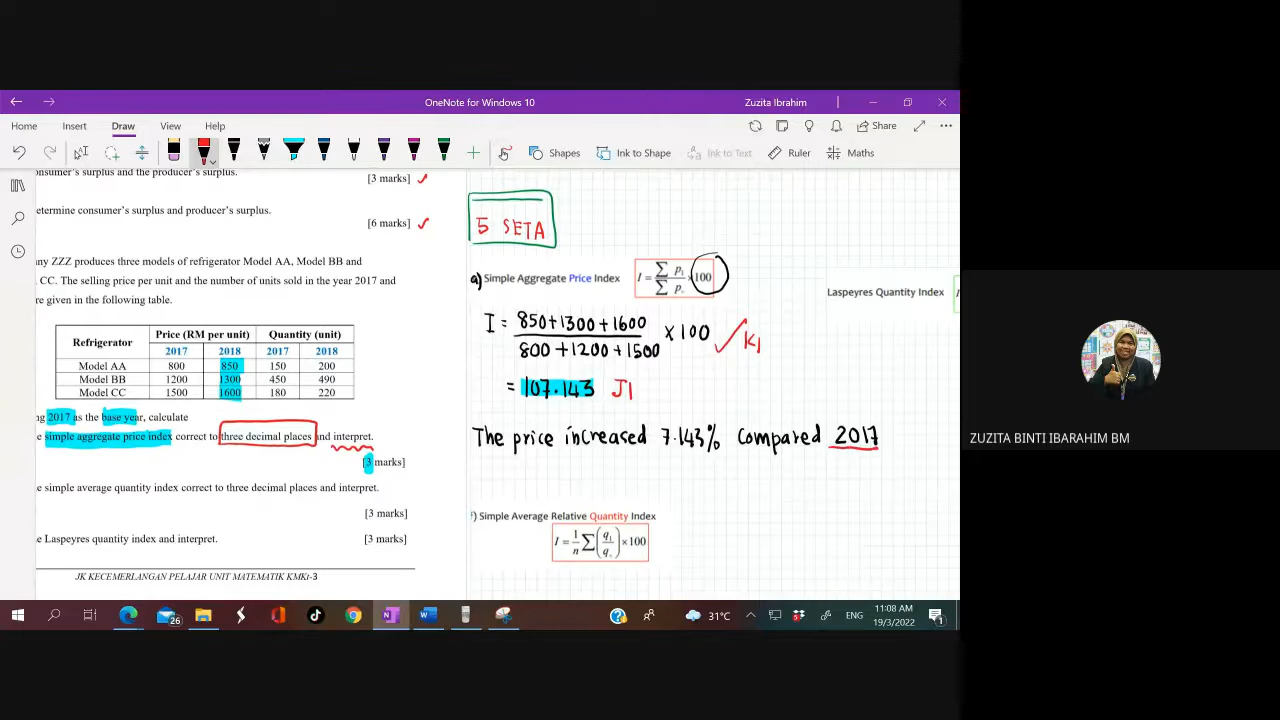 OneNote for Windows 10
Zuzita Ibrahim
Home Insert Draw View Help
Share
Shapes
Ink to Shape
Ink to Text
Ruler
Maths
onsumer's surplus and the producer's surplus.
[3 marks]
etermine consumer's surplus and producer's surplus.
[6 marks]
ny ZZZ produces three models of refrigerator Model AA, Model BB and
CC. The selling price per unit and the number of units sold in the year 2017 and
re given in the following table.
Refrigerator Price (RM per unit) Quantity (unit)
2017 2018 2017 2018
Model AA 800 850 150 200
Model BB 1200 1300 450 490
Model CC 1500 1600 180 220
ng 2017 as the base year, calculate
e simple aggregate price index correct to three decimal places and interpret.
[3 marks]
e simple average quantity index correct to three decimal places and interpret.
[3 marks]
e Laspeyres quantity index and interpret.
[3 marks]
JK KECEMERLANGAN PELAJAR UNIT MATEMATIK KMKt-3
5 SETA
a) Simple Aggregate Price Index
I = ∑ p₁ / ∑ p₀ × 100
Laspeyres Quantity Index
I = 850+1300+1600 / 800+1200+1500 × 100 ✓ K1
= 107.143 J1
The price increased 7.143% compared 2017
) Simple Average Relative Quantity Index
I = 1/n ∑ (q₁/q₀) × 100
ZUZITA BINTI IBARAHIM BM
26
31°C
ENG
11:08 AM
19/3/2022